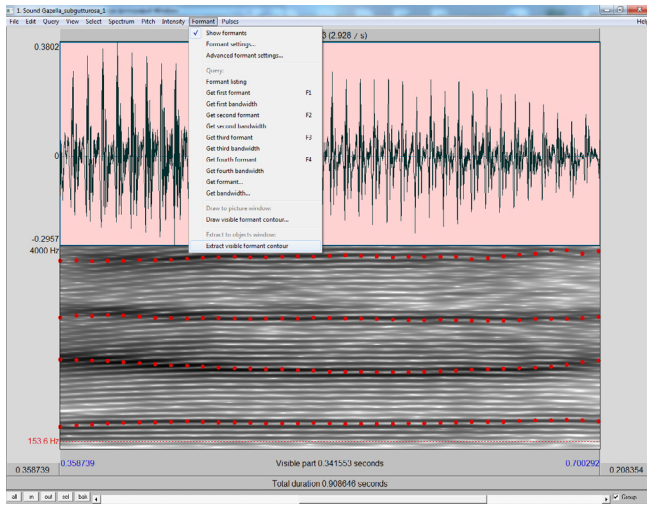 1. Sound Gazella_subgutturosa_1
File Edit Query View Select Spectrum Pitch Intensity Formant Pulses Help
3 (2.928 / s)
Show formants
Formant settings...
Advanced formant settings...
Query:
Formant listing
Get first formant F1
Get first bandwidth
Get second formant F2
Get second bandwidth
Get third formant F3
Get third bandwidth
Get fourth formant F4
Get fourth bandwidth
Get formant...
Get bandwidth...
Draw to picture window:
Draw visible formant contour...
Extract to objects window:
Extract visible formant contour
0.3802
0
-0.2957
4000 Hz
153.6 Hz
0.358739 0.358739 Visible part 0.341553 seconds 0.700292 0.208354
Total duration 0.908646 seconds
all in out sel bak Group